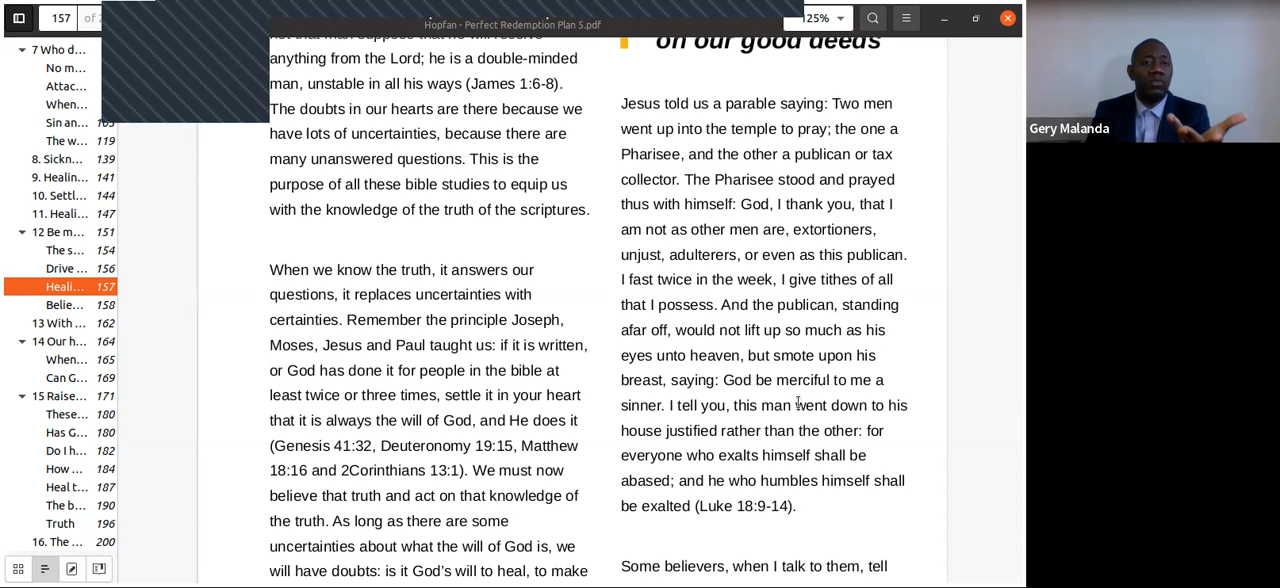 157
of 2
Hopfan - Perfect Redemption Plan 5.pdf
125%
7 Who d... 
No m...
Attac...
When...
Sin an... 105
The w... 119
8. Sickn... 139
9. Healin... 141
10. Settl... 144
11. Heali... 147
12 Be m... 151
The s... 154
Drive ... 156
Heali... 157
Belie... 158
13 With ... 162
14 Our h... 164
When... 165
Can G... 169
15 Raise... 171
These... 180
Has G... 180
Do I h... 182
How ... 184
Heal t... 187
The b... 190
Truth 196
16. The ... 200
not that man suppose that he will receive
anything from the Lord; he is a double-minded
man, unstable in all his ways (James 1:6-8).
The doubts in our hearts are there because we
have lots of uncertainties, because there are
many unanswered questions. This is the
purpose of all these bible studies to equip us
with the knowledge of the truth of the scriptures.
When we know the truth, it answers our
questions, it replaces uncertainties with
certainties. Remember the principle Joseph,
Moses, Jesus and Paul taught us: if it is written,
or God has done it for people in the bible at
least twice or three times, settle it in your heart
that it is always the will of God, and He does it
(Genesis 41:32, Deuteronomy 19:15, Matthew
18:16 and 2Corinthians 13:1). We must now
believe that truth and act on that knowledge of
the truth. As long as there are some
uncertainties about what the will of God is, we
will have doubts: is it God's will to heal, to make
on our good deeds
Jesus told us a parable saying: Two men
went up into the temple to pray; the one a
Pharisee, and the other a publican or tax
collector. The Pharisee stood and prayed
thus with himself: God, I thank you, that I
am not as other men are, extortioners,
unjust, adulterers, or even as this publican.
I fast twice in the week, I give tithes of all
that I possess. And the publican, standing
afar off, would not lift up so much as his
eyes unto heaven, but smote upon his
breast, saying: God be merciful to me a
sinner. I tell you, this man went down to his
house justified rather than the other: for
everyone who exalts himself shall be
abased; and he who humbles himself shall
be exalted (Luke 18:9-14).
Some believers, when I talk to them, tell
Gery Malanda